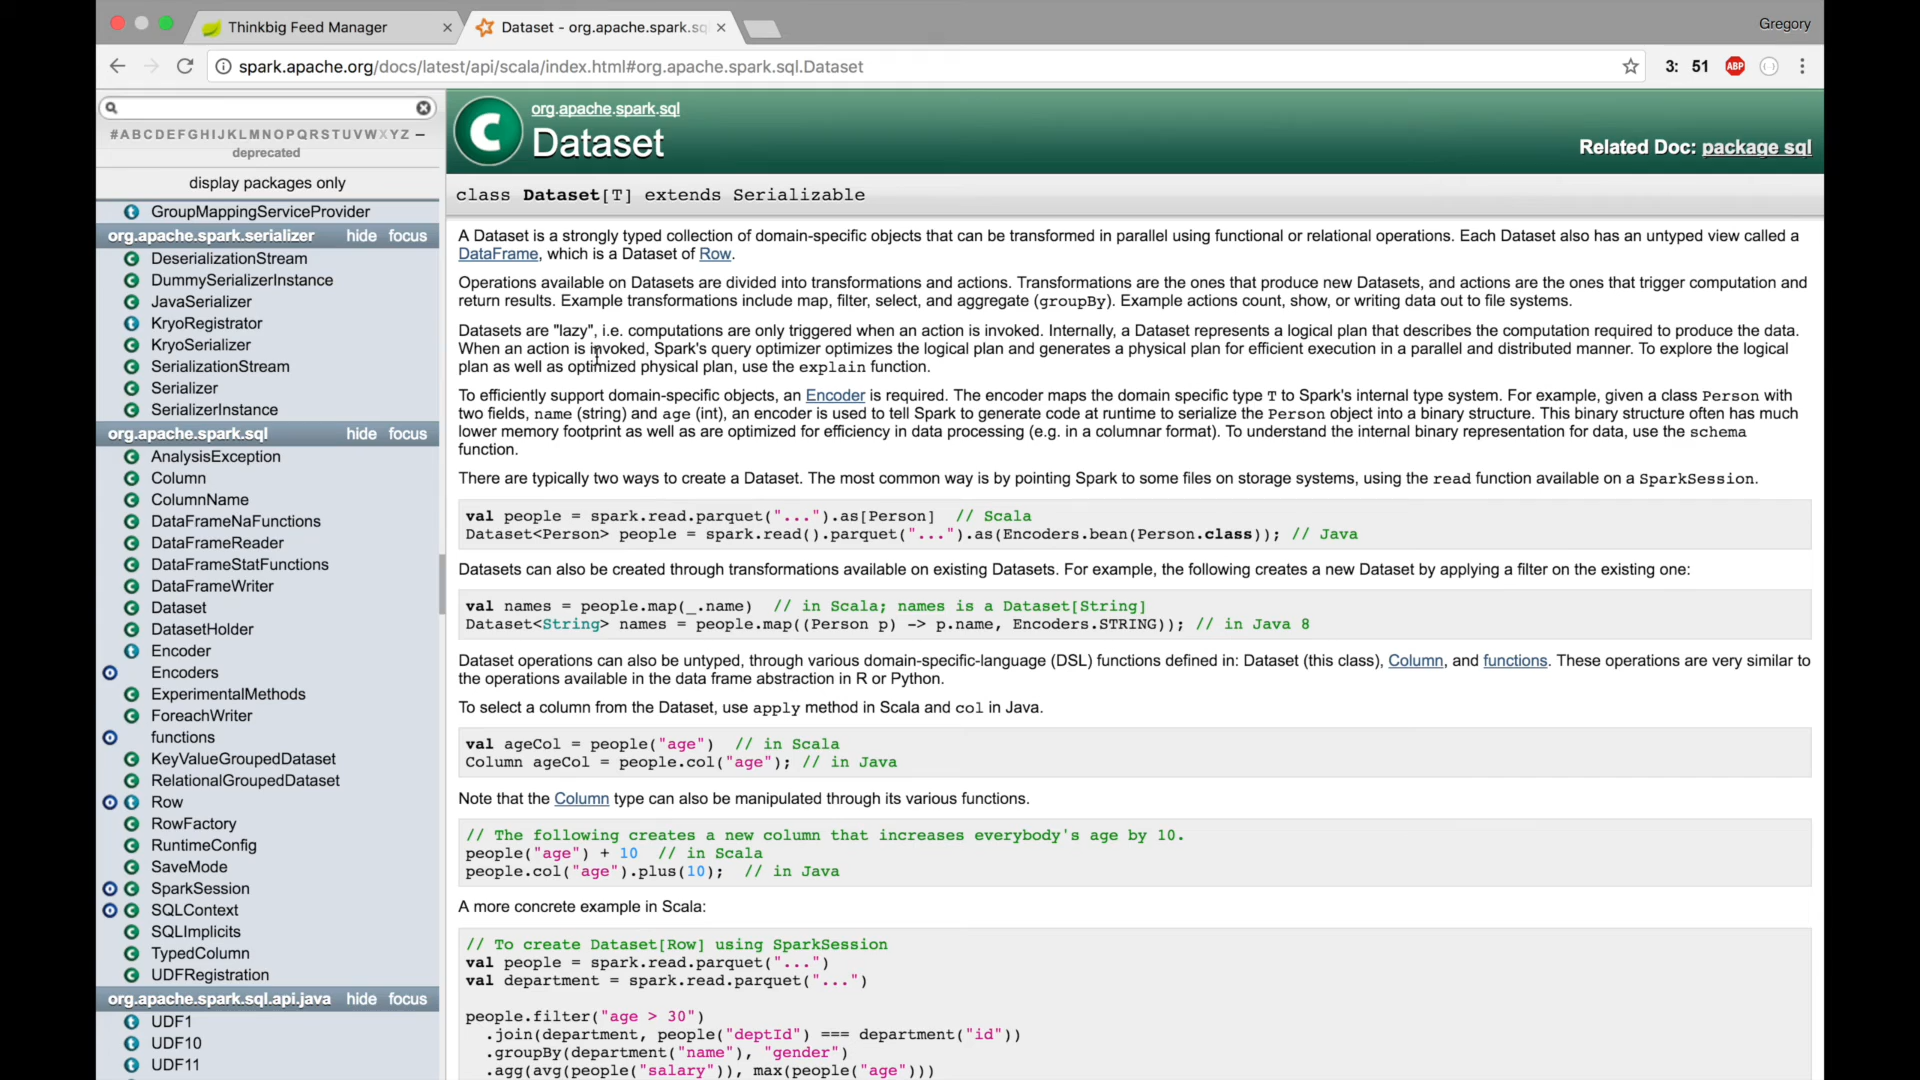 Thinkbig Feed Manager
Dataset - org.apache.spark.sq
Gregory
spark.apache.org/docs/latest/api/scala/index.html#org.apache.spark.sql.Dataset
3: 51
ABP
#ABCDEFGHIJKLMNOPQRSTUVWXYZ –
deprecated
display packages only
GroupMappingServiceProvider
org.apache.spark.serializer hide focus
DeserializationStream
DummySerializerInstance
JavaSerializer
KryoRegistrator
KryoSerializer
SerializationStream
Serializer
SerializerInstance
org.apache.spark.sql hide focus
AnalysisException
Column
ColumnName
DataFrameNaFunctions
DataFrameReader
DataFrameStatFunctions
DataFrameWriter
Dataset
DatasetHolder
Encoder
Encoders
ExperimentalMethods
ForeachWriter
functions
KeyValueGroupedDataset
RelationalGroupedDataset
Row
RowFactory
RuntimeConfig
SaveMode
SparkSession
SQLContext
SQLImplicits
TypedColumn
UDFRegistration
org.apache.spark.sql.api.java hide focus
UDF1
UDF10
UDF11
org.apache.spark.sql
C Dataset
Related Doc: package sql
class Dataset[T] extends Serializable
A Dataset is a strongly typed collection of domain-specific objects that can be transformed in parallel using functional or relational operations. Each Dataset also has an untyped view called a
DataFrame, which is a Dataset of Row.
Operations available on Datasets are divided into transformations and actions. Transformations are the ones that produce new Datasets, and actions are the ones that trigger computation and
return results. Example transformations include map, filter, select, and aggregate (groupBy). Example actions count, show, or writing data out to file systems.
Datasets are "lazy", i.e. computations are only triggered when an action is invoked. Internally, a Dataset represents a logical plan that describes the computation required to produce the data.
When an action is invoked, Spark's query optimizer optimizes the logical plan and generates a physical plan for efficient execution in a parallel and distributed manner. To explore the logical
plan as well as optimized physical plan, use the explain function.
To efficiently support domain-specific objects, an Encoder is required. The encoder maps the domain specific type T to Spark's internal type system. For example, given a class Person with
two fields, name (string) and age (int), an encoder is used to tell Spark to generate code at runtime to serialize the Person object into a binary structure. This binary structure often has much
lower memory footprint as well as are optimized for efficiency in data processing (e.g. in a columnar format). To understand the internal binary representation for data, use the schema
function.
There are typically two ways to create a Dataset. The most common way is by pointing Spark to some files on storage systems, using the read function available on a SparkSession.
val people = spark.read.parquet("...").as[Person]  // Scala
Dataset<Person> people = spark.read().parquet("...").as(Encoders.bean(Person.class)); // Java
Datasets can also be created through transformations available on existing Datasets. For example, the following creates a new Dataset by applying a filter on the existing one:
val names = people.map(_.name)  // in Scala; names is a Dataset[String]
Dataset<String> names = people.map((Person p) -> p.name, Encoders.STRING)); // in Java 8
Dataset operations can also be untyped, through various domain-specific-language (DSL) functions defined in: Dataset (this class), Column, and functions. These operations are very similar to
the operations available in the data frame abstraction in R or Python.
To select a column from the Dataset, use apply method in Scala and col in Java.
val ageCol = people("age")  // in Scala
Column ageCol = people.col("age"); // in Java
Note that the Column type can also be manipulated through its various functions.
// The following creates a new column that increases everybody's age by 10.
people("age") + 10  // in Scala
people.col("age").plus(10);  // in Java
A more concrete example in Scala:
// To create Dataset[Row] using SparkSession
val people = spark.read.parquet("...")
val department = spark.read.parquet("...")
people.filter("age > 30")
.join(department, people("deptId") === department("id"))
.groupBy(department("name"), "gender")
.agg(avg(people("salary")), max(people("age")))